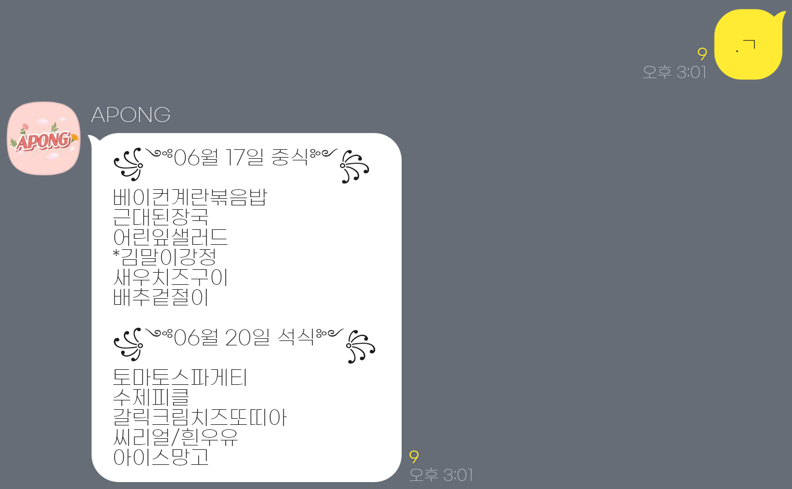 .ㄱ
9
오후 3:01
APONG
APONG
06월 17일 중식
베이컨계란볶음밥
근대된장국
어린잎샐러드
*김말이강정
새우치즈구이
배추겉절이
06월 20일 석식
토마토스파게티
수제피클
갈릭크림치즈또띠아
씨리얼/흰우유
아이스망고
9
오후 3:01